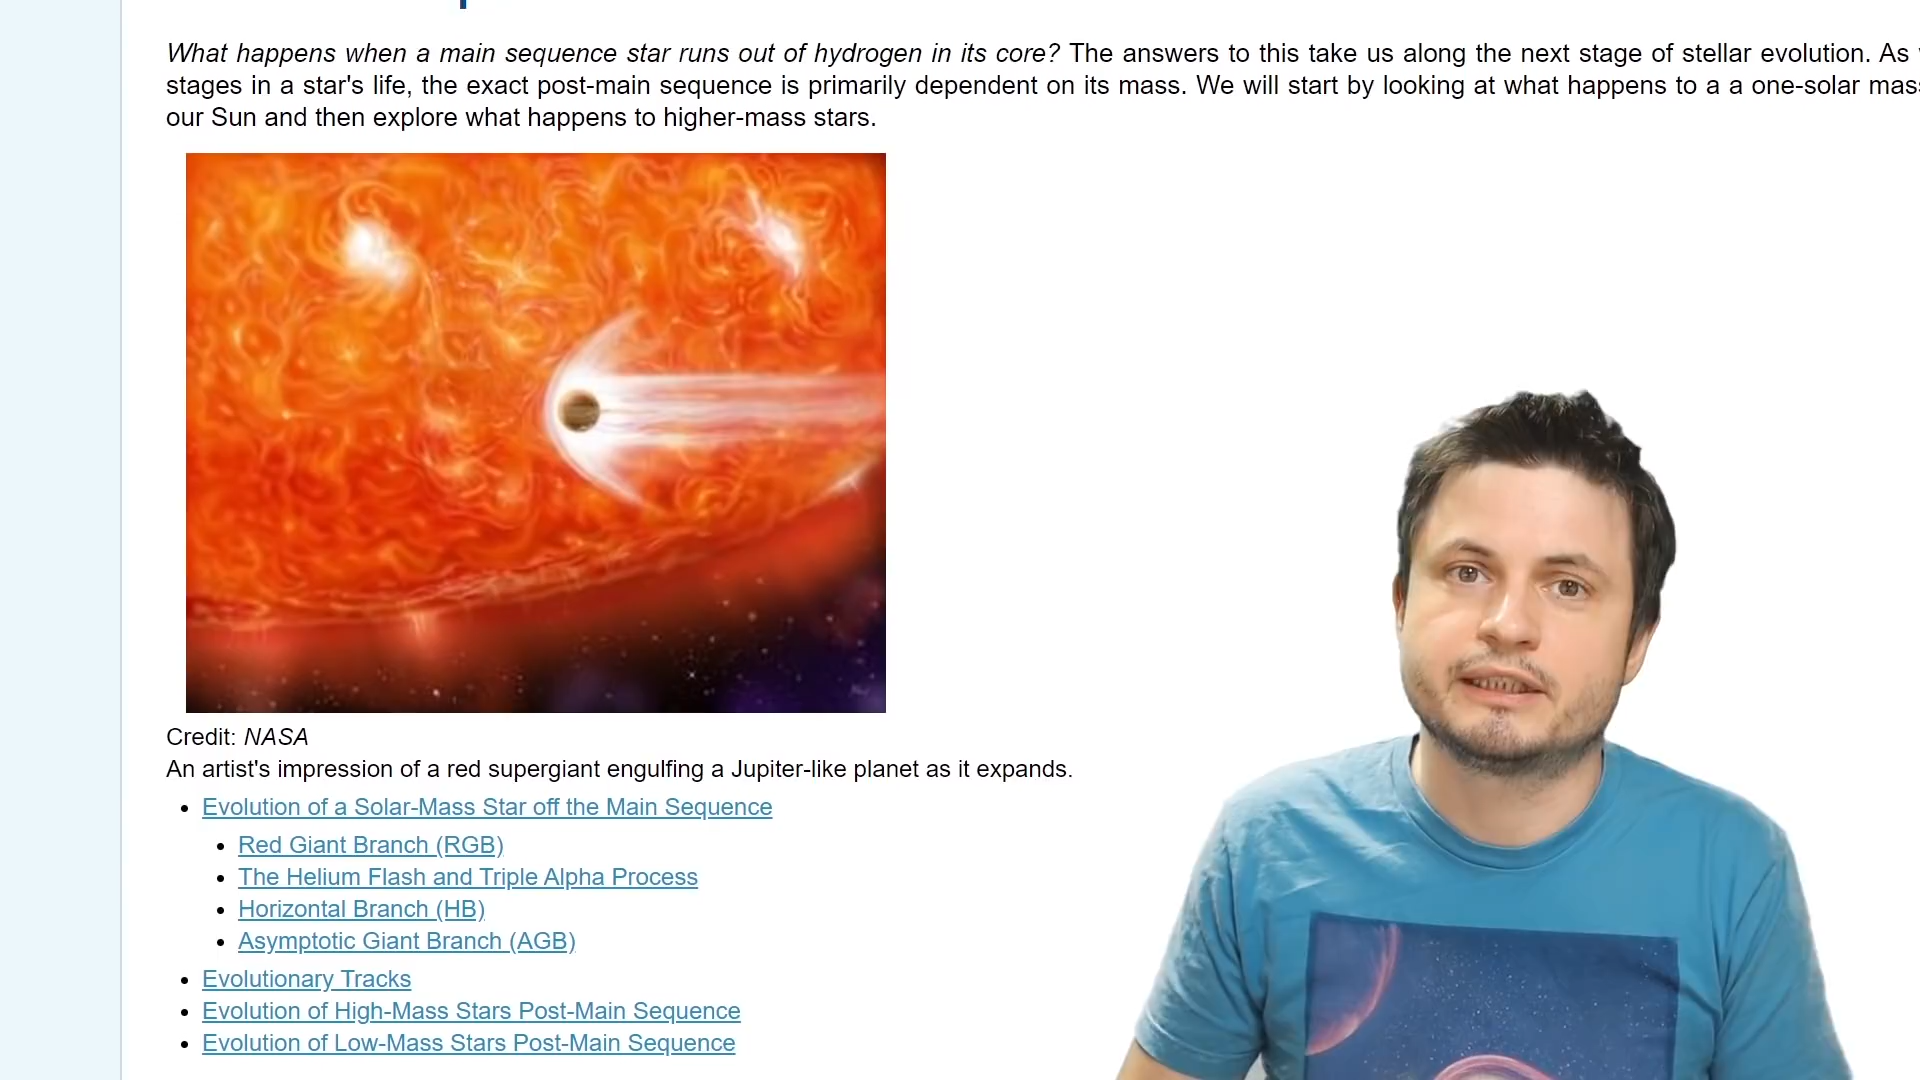 What happens when a main sequence star runs out of hydrogen in its core? The answers to this take us along the next stage of stellar evolution. As
stages in a star's life, the exact post-main sequence is primarily dependent on its mass. We will start by looking at what happens to a a one-solar mass
our Sun and then explore what happens to higher-mass stars.
Credit: NASA
An artist's impression of a red supergiant engulfing a Jupiter-like planet as it expands.
Evolution of a Solar-Mass Star off the Main Sequence
Red Giant Branch (RGB)
The Helium Flash and Triple Alpha Process
Horizontal Branch (HB)
Asymptotic Giant Branch (AGB)
Evolutionary Tracks
Evolution of High-Mass Stars Post-Main Sequence
Evolution of Low-Mass Stars Post-Main Sequence